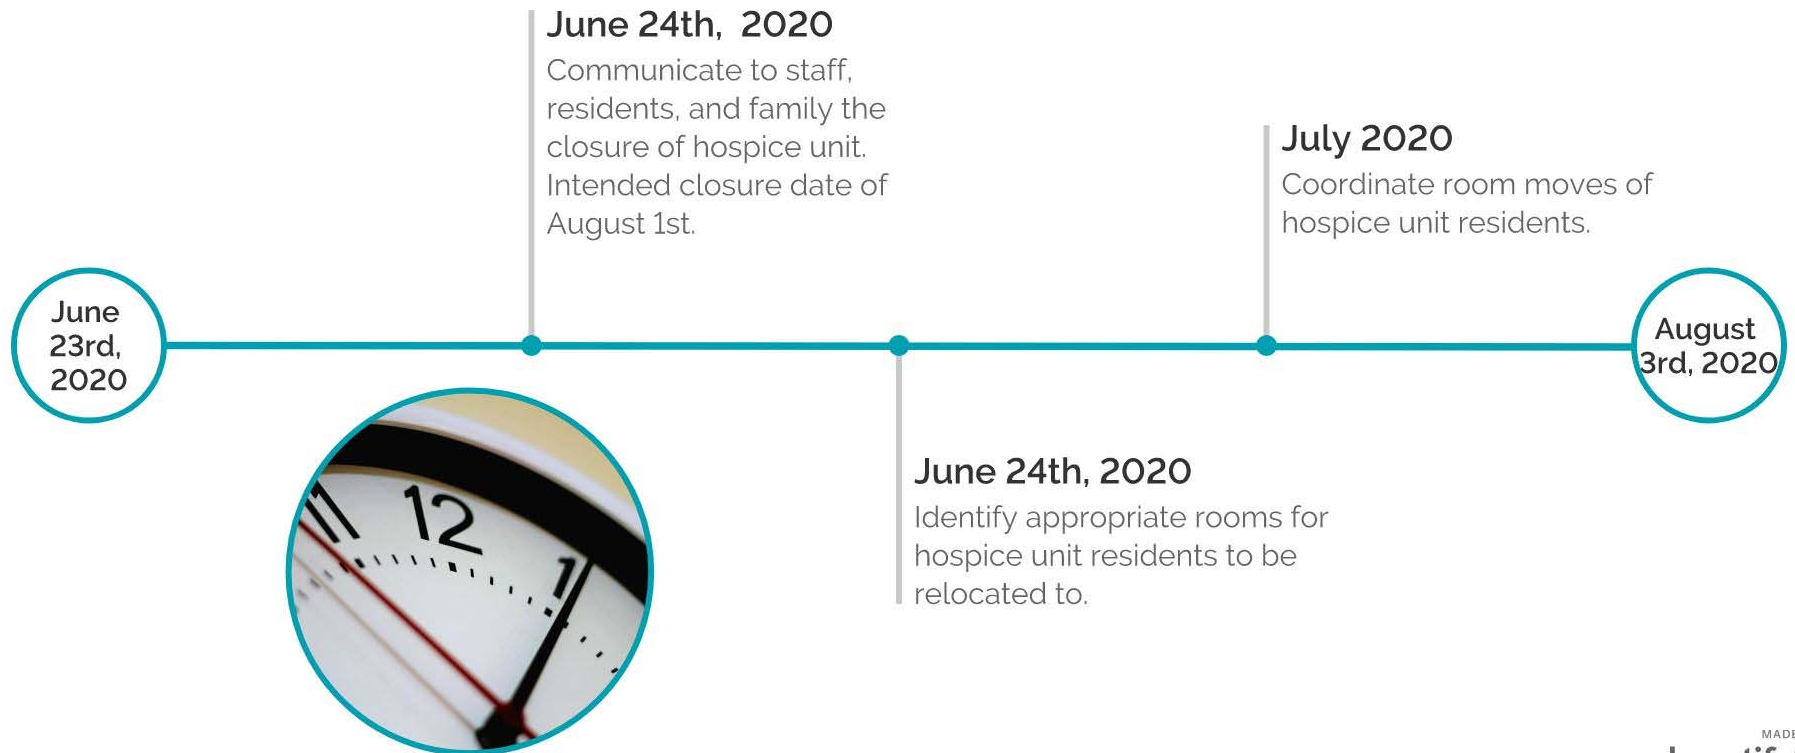 June 24th, 2020
Communicate to staff,
residents, and family the
closure of hospice unit.
Intended closure date of
August 1st.
July 2020
Coordinate room moves of
hospice unit residents.
June
23rd,
2020
August
3rd, 2020
11
12
1
June 24th, 2020
Identify appropriate rooms for
hospice unit residents to be
relocated to.
MADE